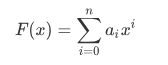 F(x) = \sum_{i=0}^{n} a_i x^i